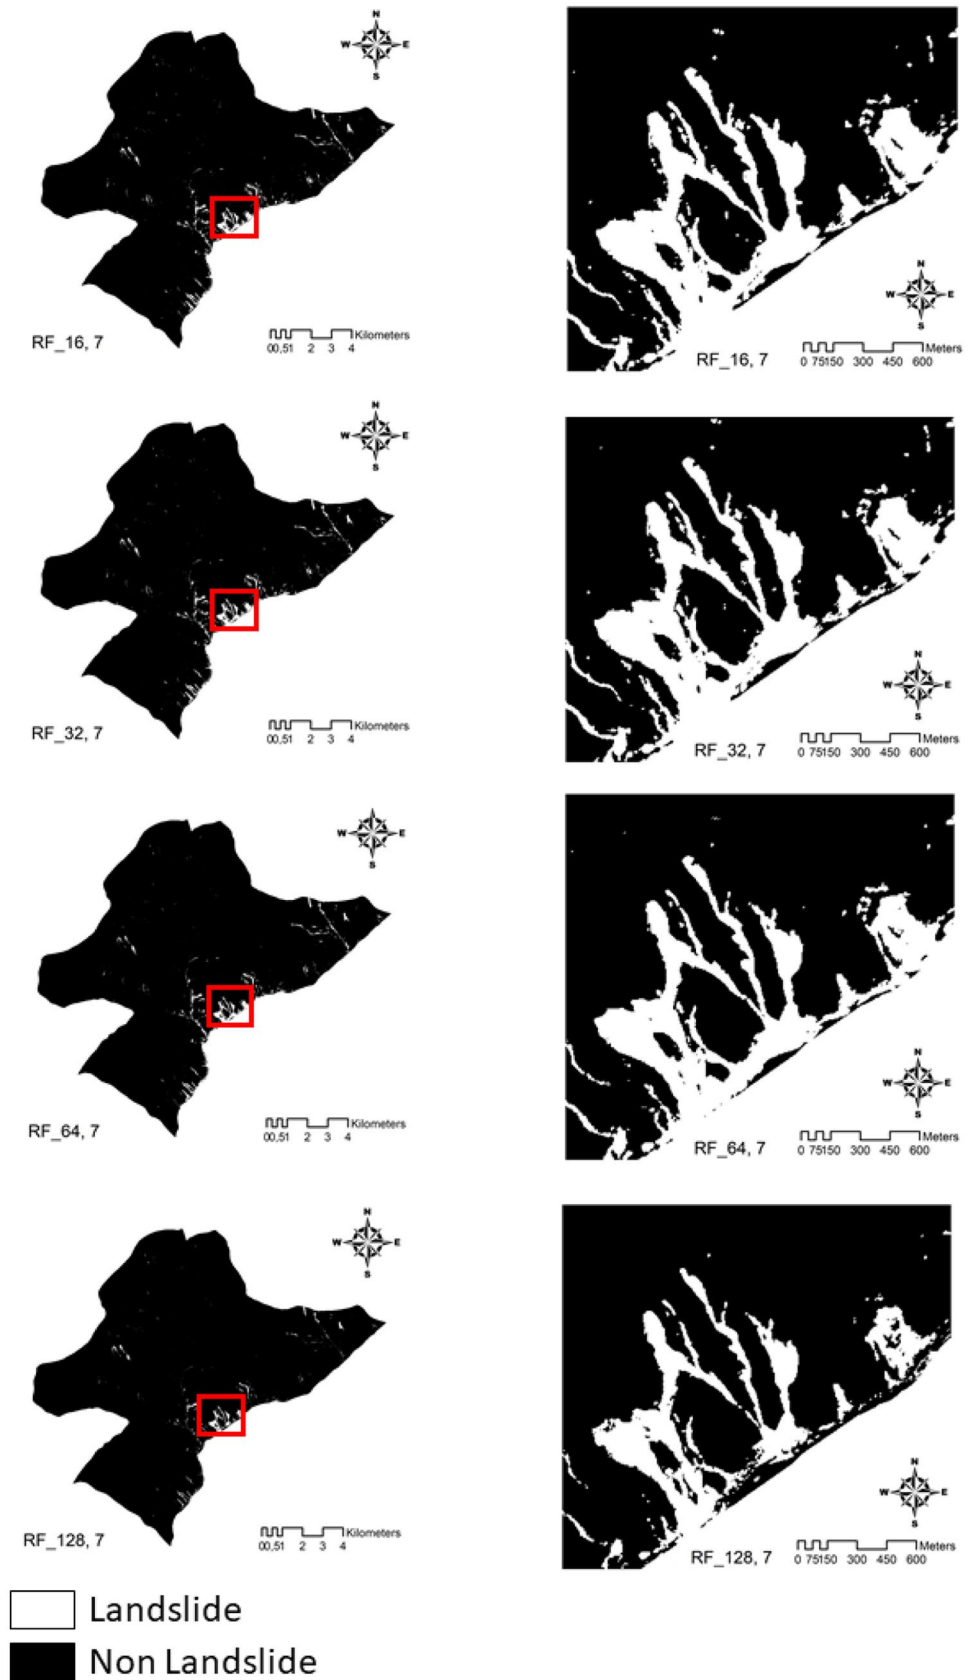 N
W E
S
RF_16, 7
00,51 2 3 4 Kilometers
N
W E
S
RF_16, 7
0 75150 300 450 600 Meters
N
W E
S
RF_32, 7
00,51 2 3 4 Kilometers
N
W E
S
RF_32, 7
0 75150 300 450 600 Meters
N
W E
S
RF_64, 7
00,51 2 3 4 Kilometers
N
W E
S
RF_64, 7
0 75150 300 450 600 Meters
N
W E
S
RF_128, 7
00,51 2 3 4 Kilometers
N
W E
S
RF_128, 7
0 75150 300 450 600 Meters
Landslide
Non Landslide